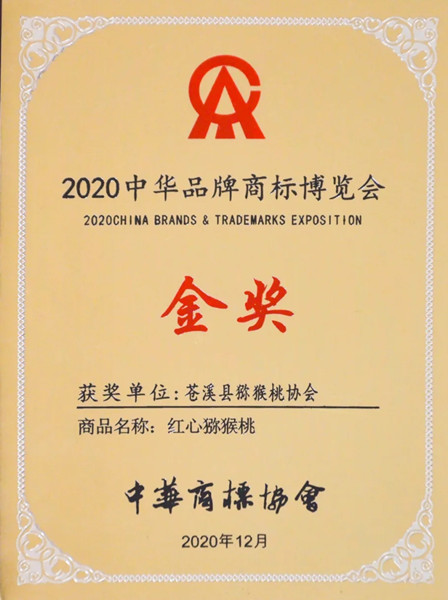 2020中华品牌商标博览会
2020CHINA BRANDS & TRADEMARKS EXPOSITION
金奖
获奖单位:苍溪县猕猴桃协会
商品名称：红心猕猴桃
中華商標協會
2020年12月